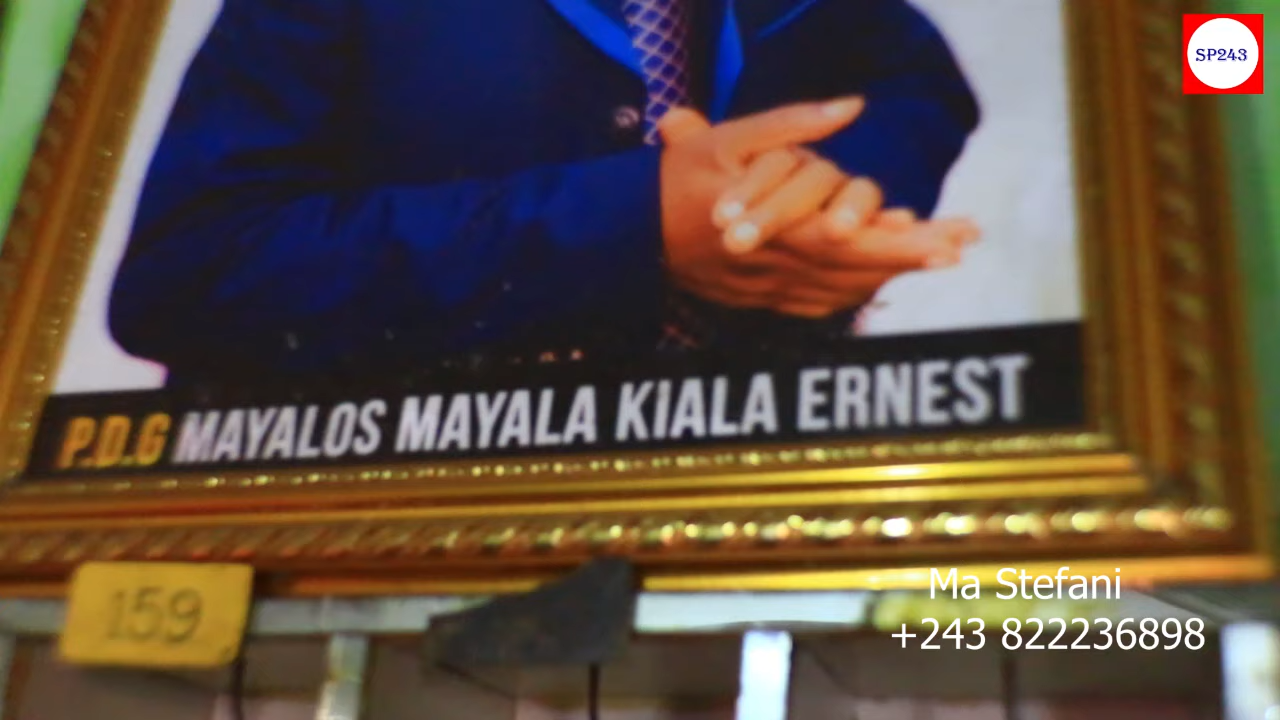 SP243
P.D.G MAYALOS MAYALA KIALA ERNEST
159
Ma Stefani
+243 822236898